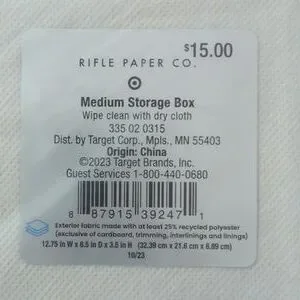 $15.00
RIFLE PAPER CO.
Medium Storage Box
Wipe clean with dry cloth
335 02 0315
Dist. by Target Corp., Mpls., MN 55403
Origin: China
©2023 Target Brands, Inc.
Guest Services 1-800-440-0680
8 87915 39247 1
Exterior fabric made with at least 25% recycled polyester
(exclusive of cardboard, trimming, interlinings and linings)
12.75 in W x 8.5 in D x 3.5 in H (32.39 cm x 21.6 cm x 8.89 cm)
10/23